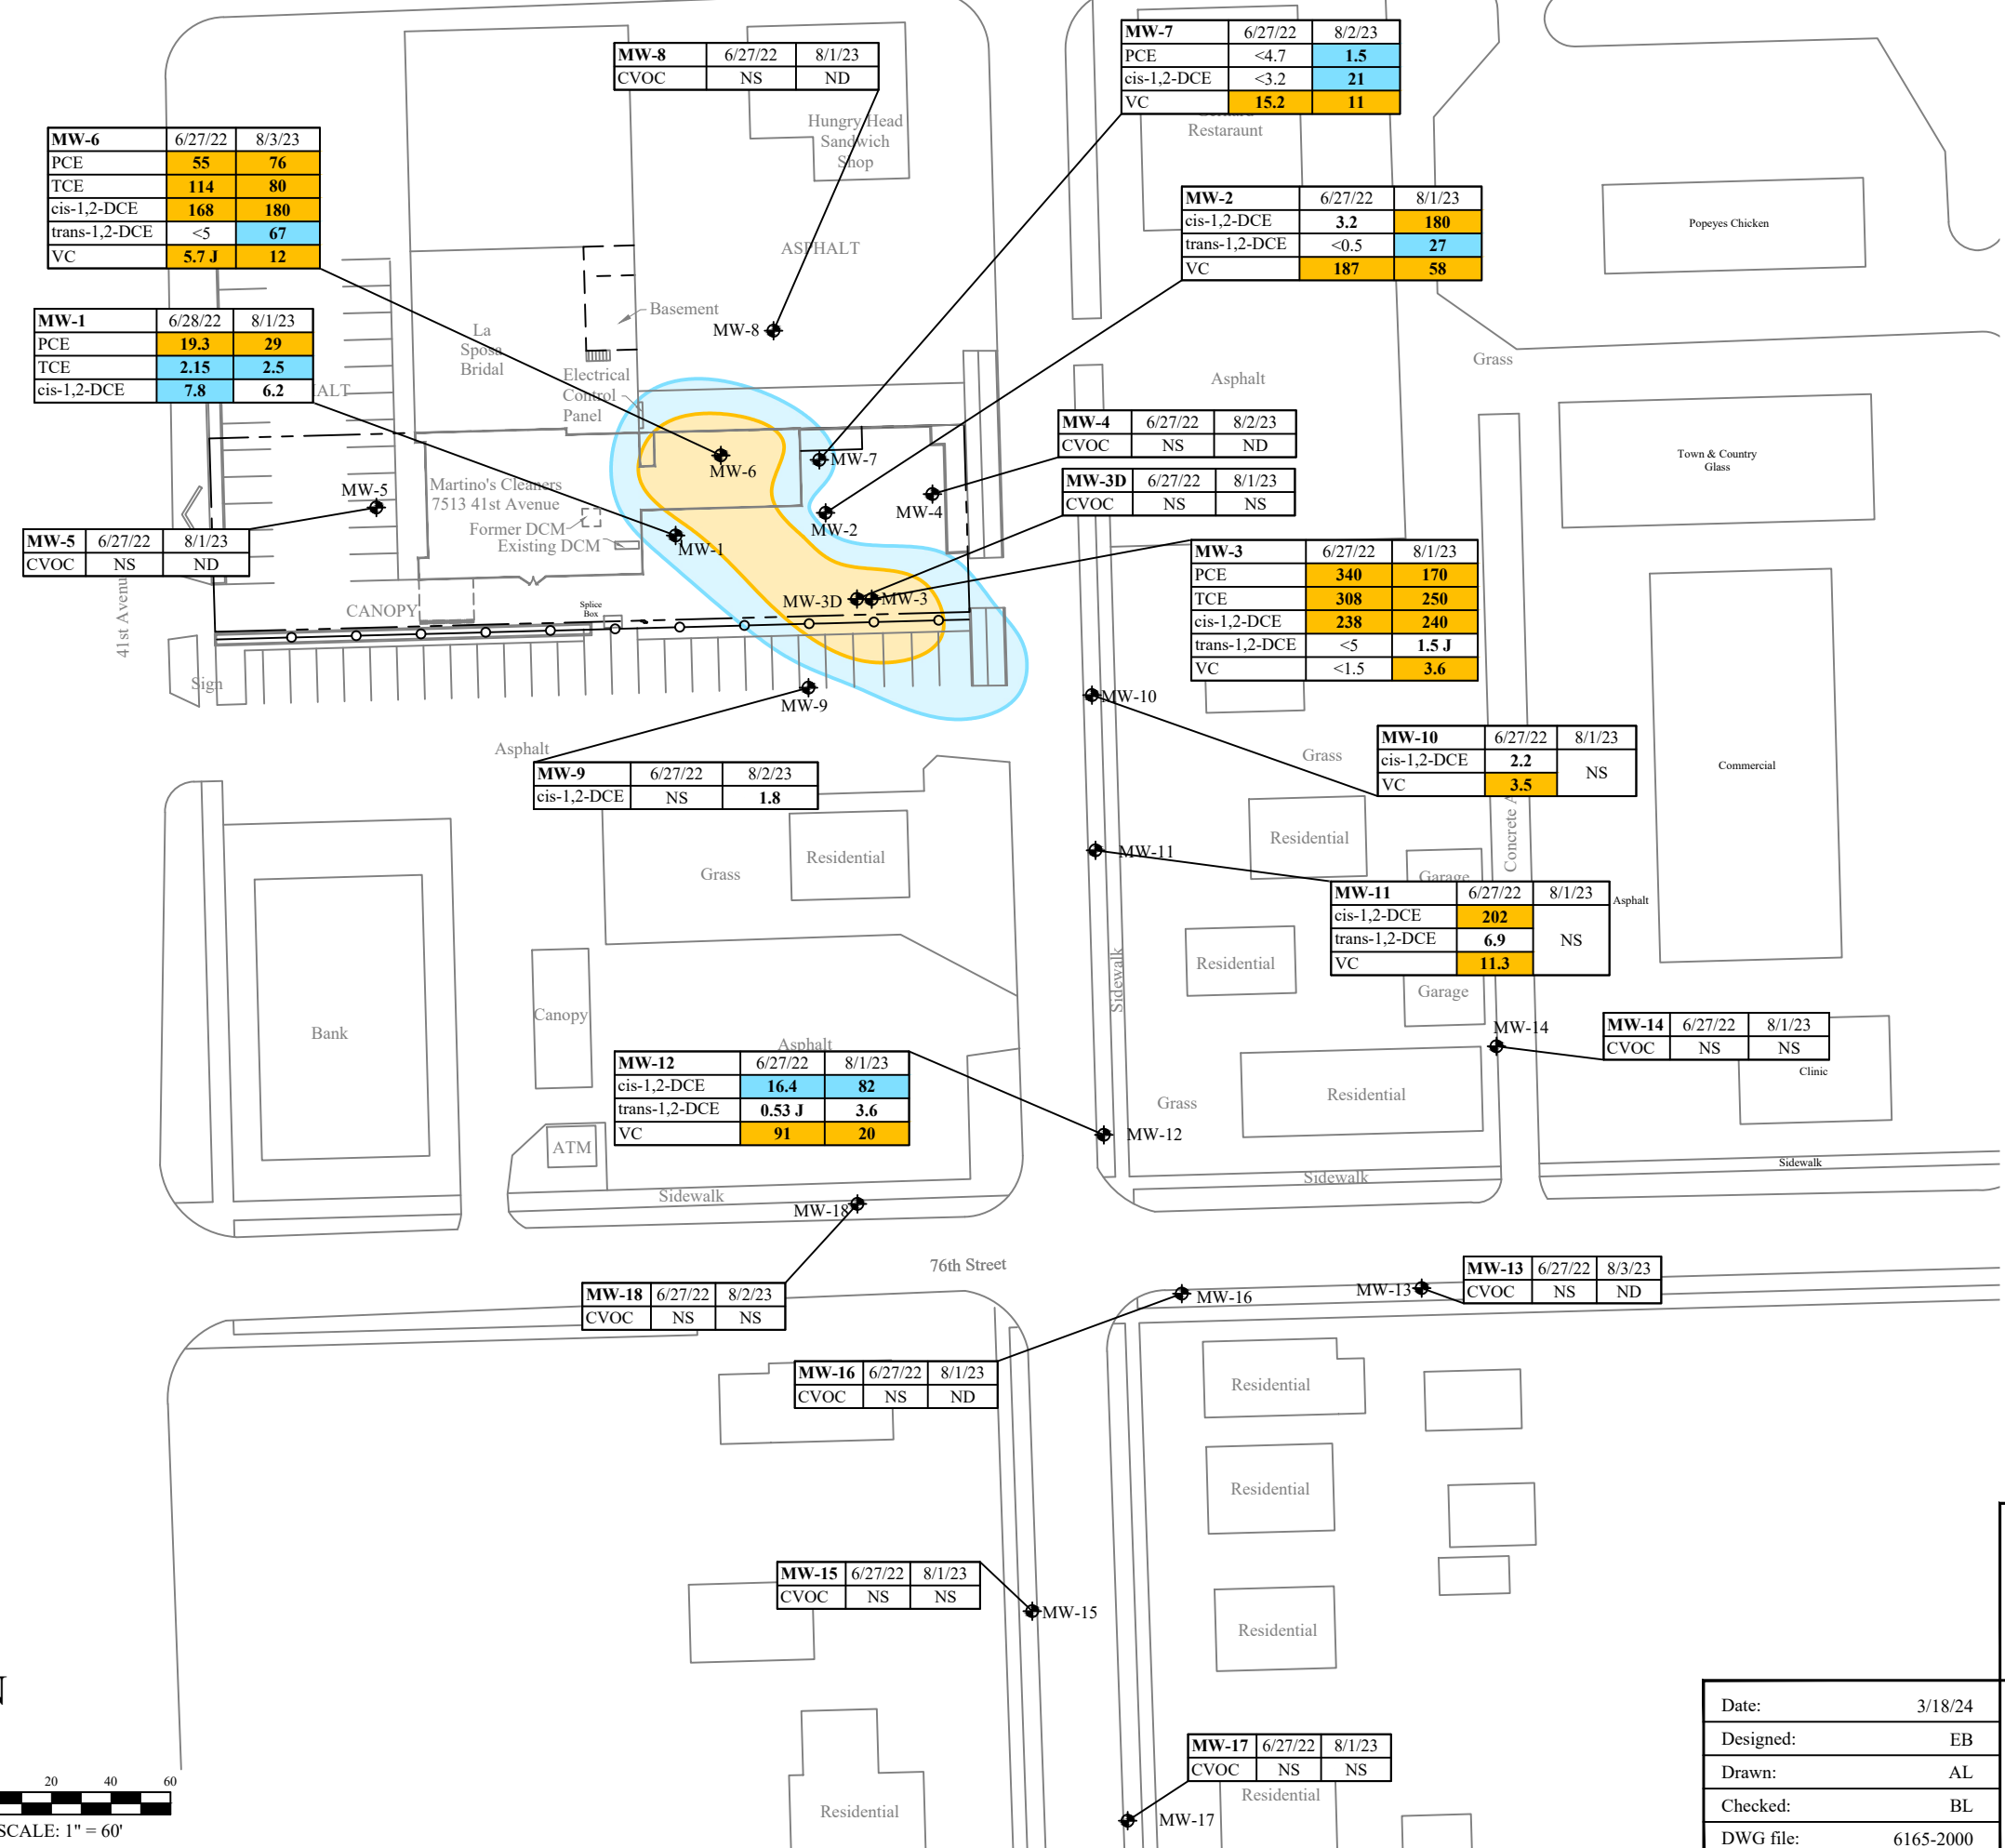 MW-8 6/27/22 8/1/23
CVOC NS ND
MW-7 6/27/22 8/2/23
PCE <4.7 1.5
cis-1,2-DCE <3.2 21
VC 15.2 11
Restaraunt
Hungry Head
Sandwich
Shop
MW-6 6/27/22 8/3/23
PCE 55 76
TCE 114 80
cis-1,2-DCE 168 180
trans-1,2-DCE <5 67
VC 5.7 J 12
MW-2 6/27/22 8/1/23
cis-1,2-DCE 3.2 180
trans-1,2-DCE <0.5 27
VC 187 58
Popeyes Chicken
ASPHALT
Basement
MW-8
La
Sposa
Bridal
MW-1 6/28/22 8/1/23
PCE 19.3 29
TCE 2.15 2.5
cis-1,2-DCE 7.8 6.2
ALT
Electrical
Control
Panel
Asphalt
Grass
MW-4 6/27/22 8/2/23
CVOC NS ND
MW-3D 6/27/22 8/1/23
CVOC NS NS
Town & Country
Glass
MW-6
MW-7
MW-5
Martino's Cleaners
7513 41st Avenue
Former DCM
Existing DCM
MW-1
MW-2
MW-4
MW-5 6/27/22 8/1/23
CVOC NS ND
MW-3 6/27/22 8/1/23
PCE 340 170
TCE 308 250
cis-1,2-DCE 238 240
trans-1,2-DCE <5 1.5 J
VC <1.5 3.6
41st Avenu
CANOPY
Splice
Box
MW-3D
MW-3
Sign
MW-9
MW-10
Asphalt
Grass
MW-10 6/27/22 8/1/23
cis-1,2-DCE 2.2 NS
VC 3.5
Commercial
MW-9 6/27/22 8/2/23
cis-1,2-DCE NS 1.8
Residential
Grass
MW-11
Residential
Garage
Concrete A
MW-11 6/27/22 8/1/23
cis-1,2-DCE 202
trans-1,2-DCE 6.9 NS
VC 11.3
Asphalt
Sidewalk
Residential
Garage
Bank
Canopy
Asphalt
MW-14
MW-14 6/27/22 8/1/23
CVOC NS NS
Clinic
MW-12 6/27/22 8/1/23
cis-1,2-DCE 16.4 82
trans-1,2-DCE 0.53 J 3.6
VC 91 20
Grass
Residential
MW-12
ATM
Sidewalk
Sidewalk
Sidewalk
MW-18
76th Street
MW-18 6/27/22 8/2/23
CVOC NS NS
MW-16
MW-13
MW-13 6/27/22 8/3/23
CVOC NS ND
MW-16 6/27/22 8/1/23
CVOC NS ND
Residential
Residential
MW-15 6/27/22 8/1/23
CVOC NS NS
MW-15
Residential
N
MW-17 6/27/22 8/1/23
CVOC NS NS
Residential
MW-17
Residential
20 40 60
SCALE: 1" = 60'
Date: 3/18/24
Designed: EB
Drawn: AL
Checked: BL
DWG file: 6165-2000